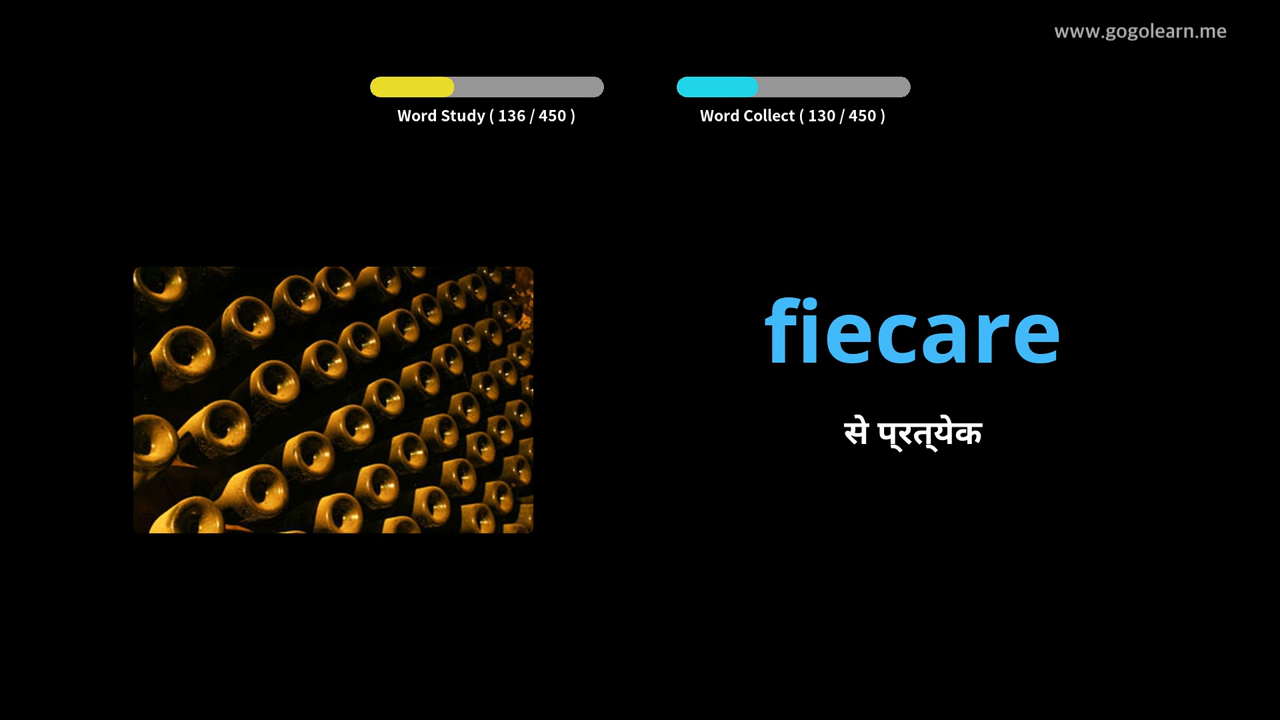 www.gogolearn.me
Word Study ( 136 / 450 )
Word Collect ( 130 / 450 )
fiecare
से प्रत्येक